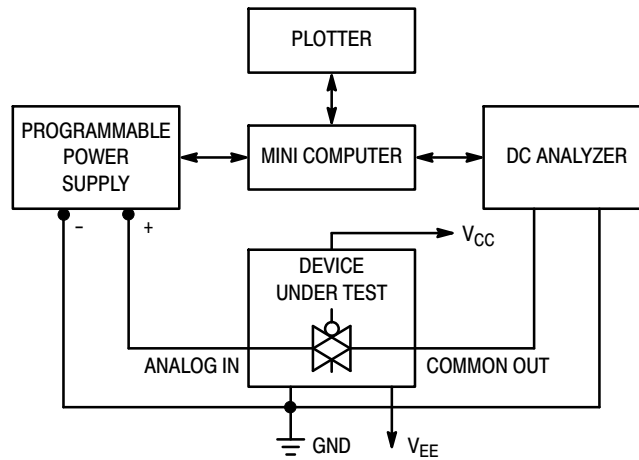 PLOTTER
PROGRAMMABLE
POWER
SUPPLY
MINI COMPUTER
DC ANALYZER
– +
VCC
DEVICE
UNDER TEST
ANALOG IN
COMMON OUT
GND
VEE